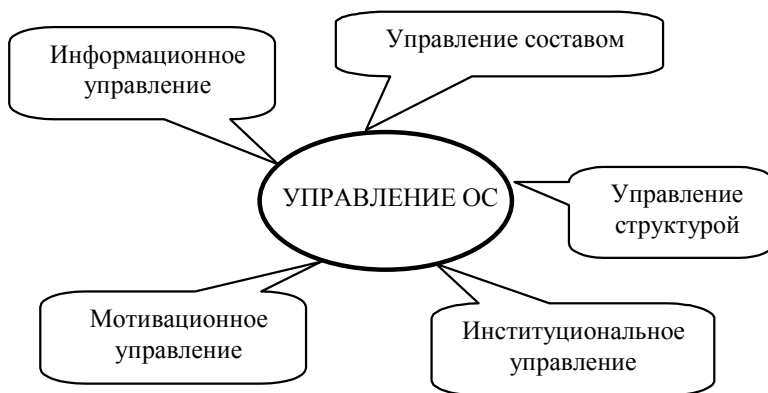 Информационное
управление
Управление составом
УПРАВЛЕНИЕ ОС
Управление
структурой
Мотивационное
управление
Институциональное
управление